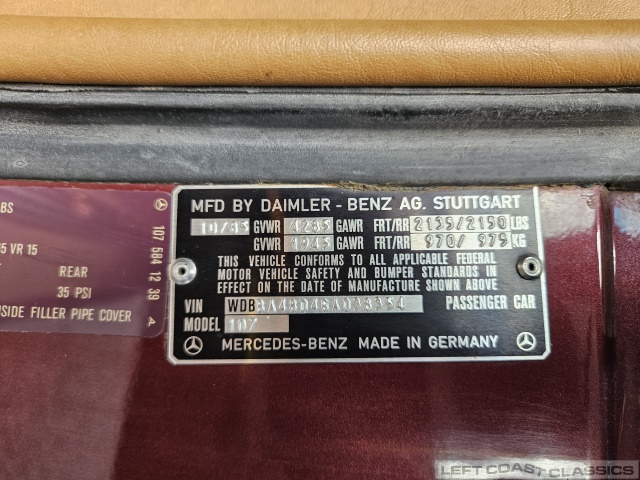 BS
5 VR 15
REAR
35 PSI
NSIDE FILLER PIPE COVER
107 584 12 39
MFD BY DAIMLER - BENZ AG. STUTTGART
10/85 GVWR 4285 GAWR FRT/RR 2135/2150 LBS
GVWR 1945 GAWR FRT/RR 970/ 975 KG
THIS VEHICLE CONFORMS TO ALL APPLICABLE FEDERAL
MOTOR VEHICLE SAFETY AND BUMPER STANDARDS IN
EFFECT ON THE DATE OF MANUFACTURE SHOWN ABOVE
VIN PASSENGER CAR
MODEL 107
MERCEDES-BENZ MADE IN GERMANY
LEFT COAST CLASSICS